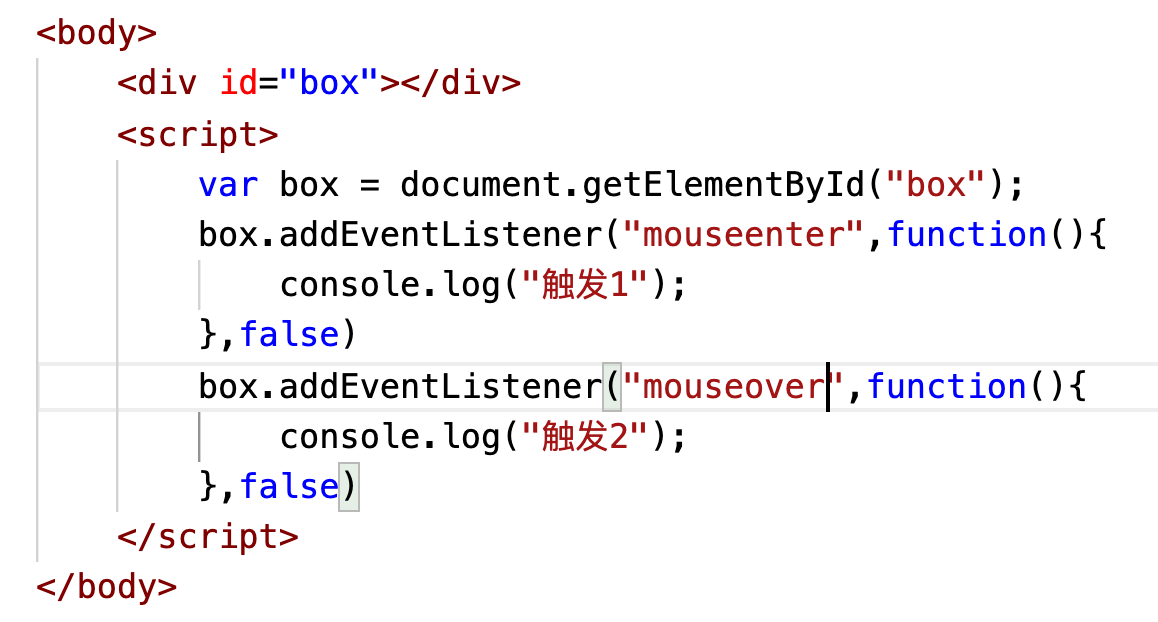 <body>
<div id="box"></div>
<script>
var box = document.getElementById("box");
box.addEventListener("mouseenter",function(){
console.log("触发1");
},false)
box.addEventListener("mouseover",function(){
console.log("触发2");
},false)
</script>
</body>